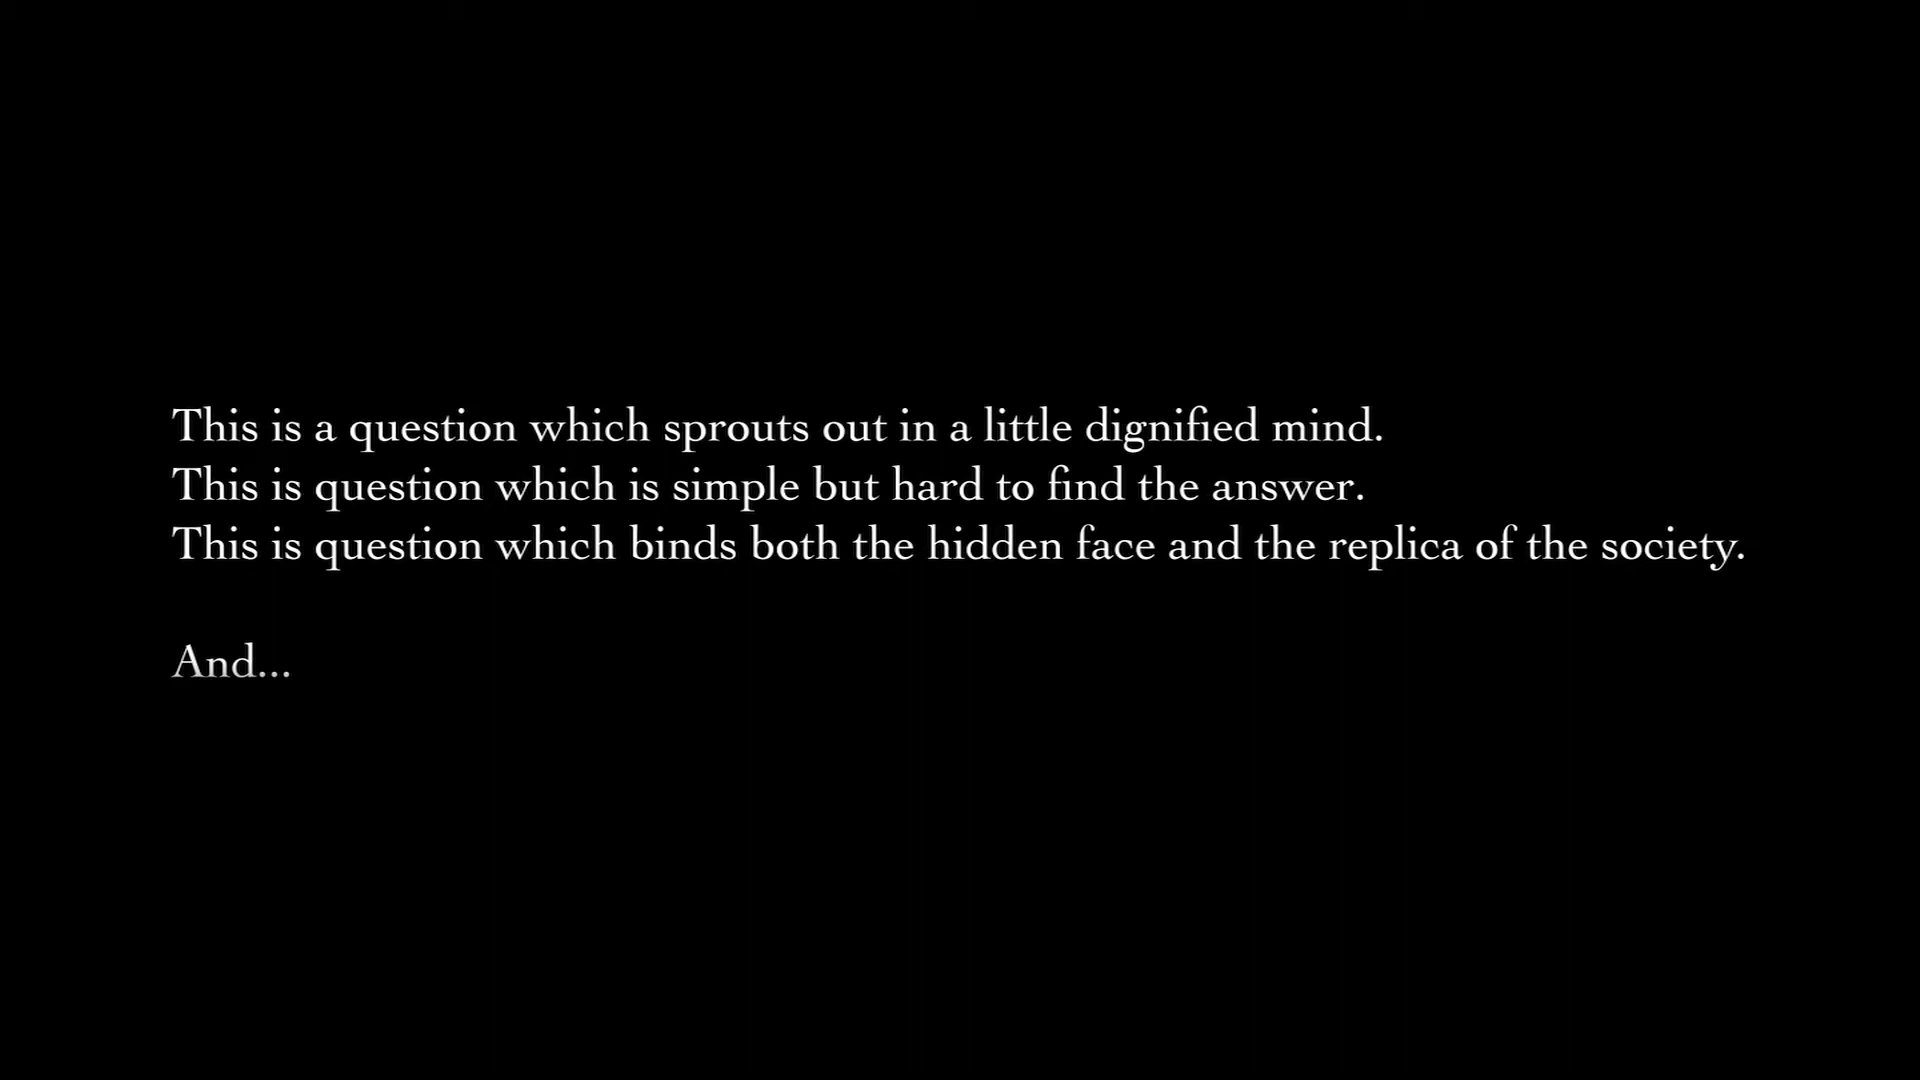 This is a question which sprouts out in a little dignified mind.
This is question which is simple but hard to find the answer.
This is question which binds both the hidden face and the replica of the society.
And...